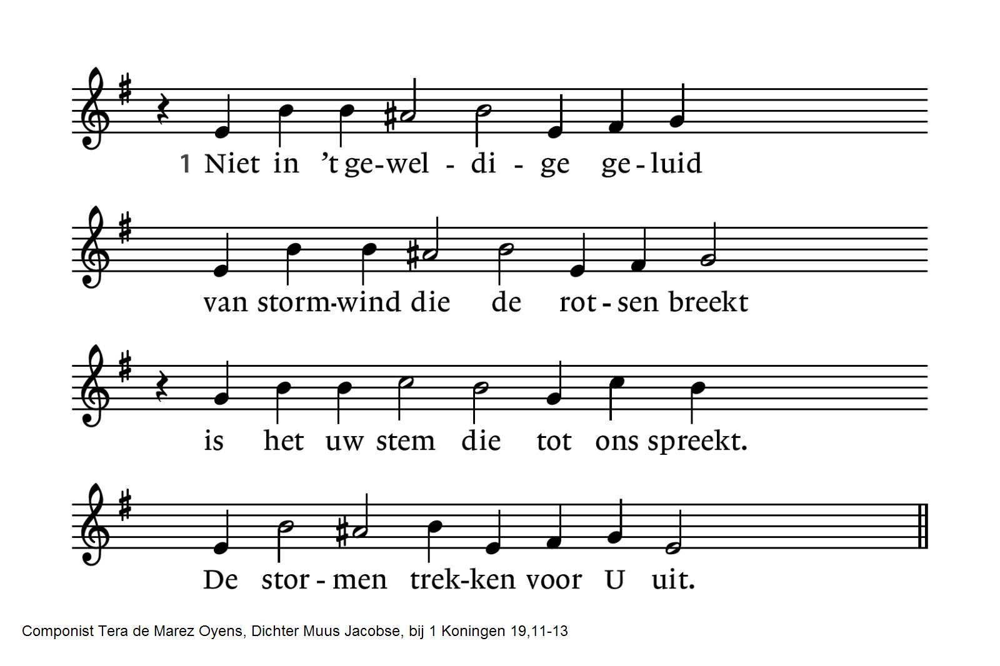 1 Niet in ’t ge-wel - di - ge ge - luid
van storm-wind die de rot - sen breekt
is het uw stem die tot ons spreekt.
De stor - men trek-ken voor U uit.
Componist Tera de Marez Oyens, Dichter Muus Jacobse, bij 1 Koningen 19,11-13